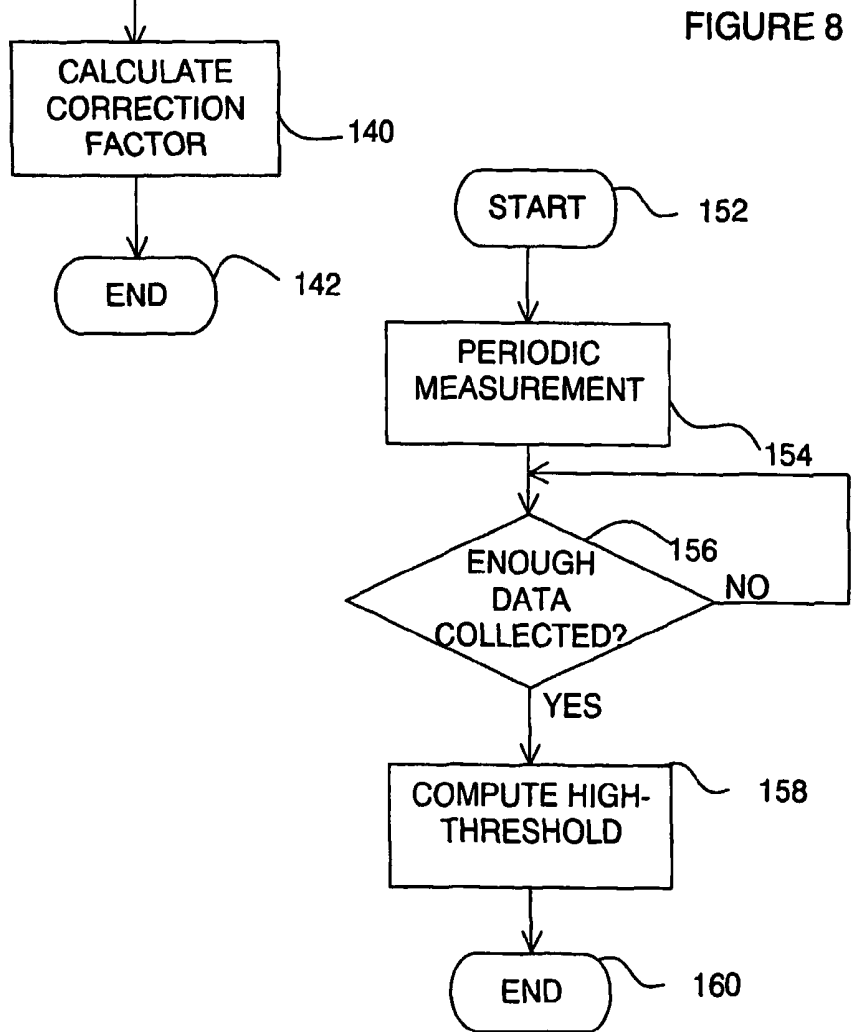 FIGURE 8
CALCULATE
CORRECTION
FACTOR
140
END
142
START
152
PERIODIC
MEASUREMENT
154
ENOUGH
DATA
COLLECTED?
156
NO
YES
COMPUTE HIGH-
THRESHOLD
158
END
160